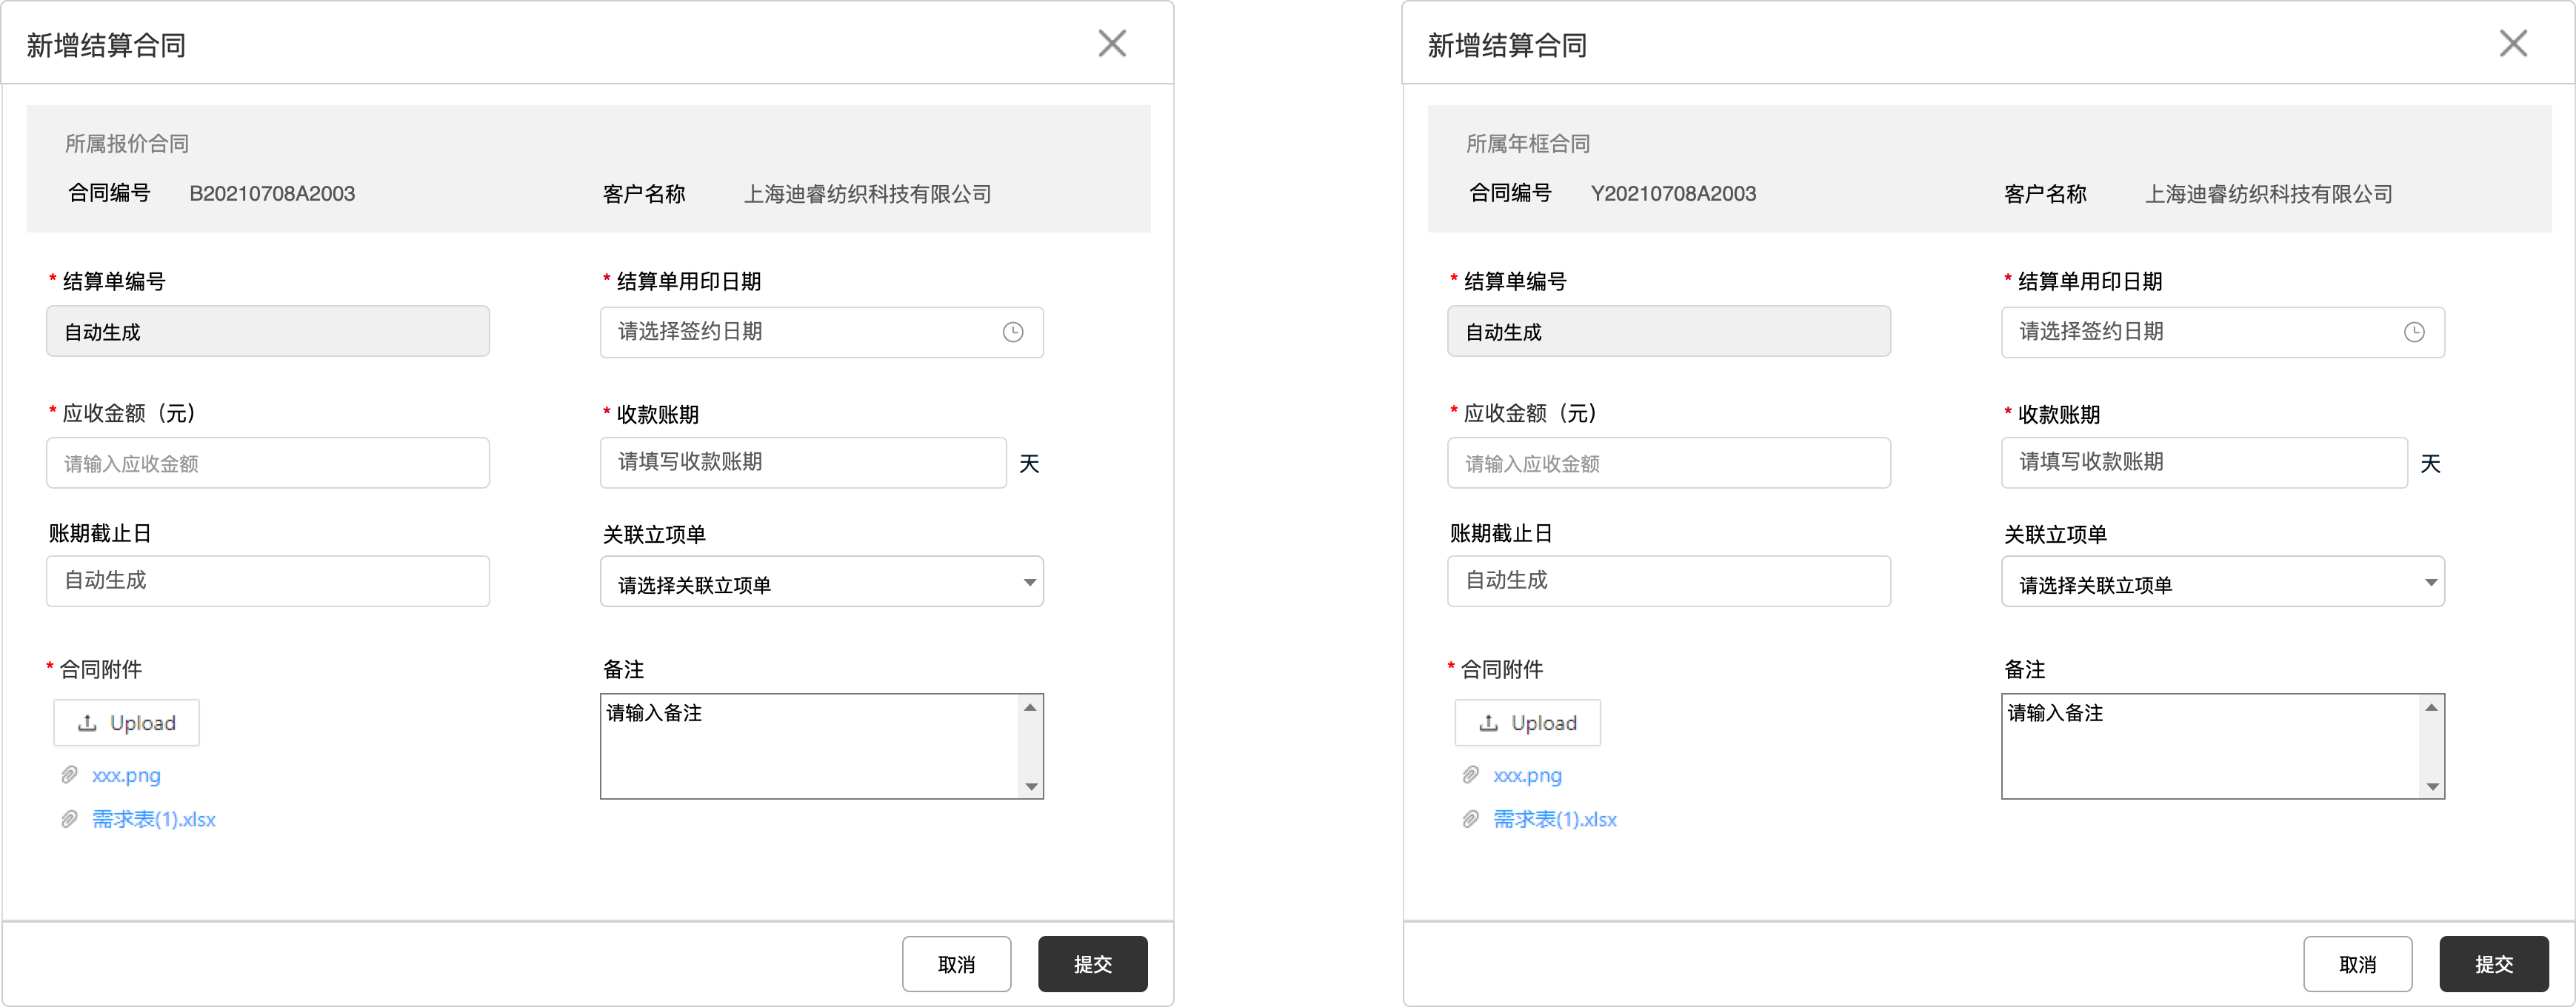 新增结算合同
所属报价合同
合同编号 B20210708A2003 客户名称 上海迪睿纺织科技有限公司
* 结算单编号 * 结算单用印日期
自动生成 请选择签约日期
* 应收金额（元） * 收款账期
请输入应收金额 请填写收款账期 天
账期截止日 关联立项单
自动生成 请选择关联立项单
* 合同附件 备注
请输入备注
Upload
xxx.png
需求表(1).xlsx
取消 提交
新增结算合同
所属年框合同
合同编号 Y20210708A2003 客户名称 上海迪睿纺织科技有限公司
* 结算单编号 * 结算单用印日期
自动生成 请选择签约日期
* 应收金额（元） * 收款账期
请输入应收金额 请填写收款账期 天
账期截止日 关联立项单
自动生成 请选择关联立项单
* 合同附件 备注
请输入备注
Upload
xxx.png
需求表(1).xlsx
取消 提交